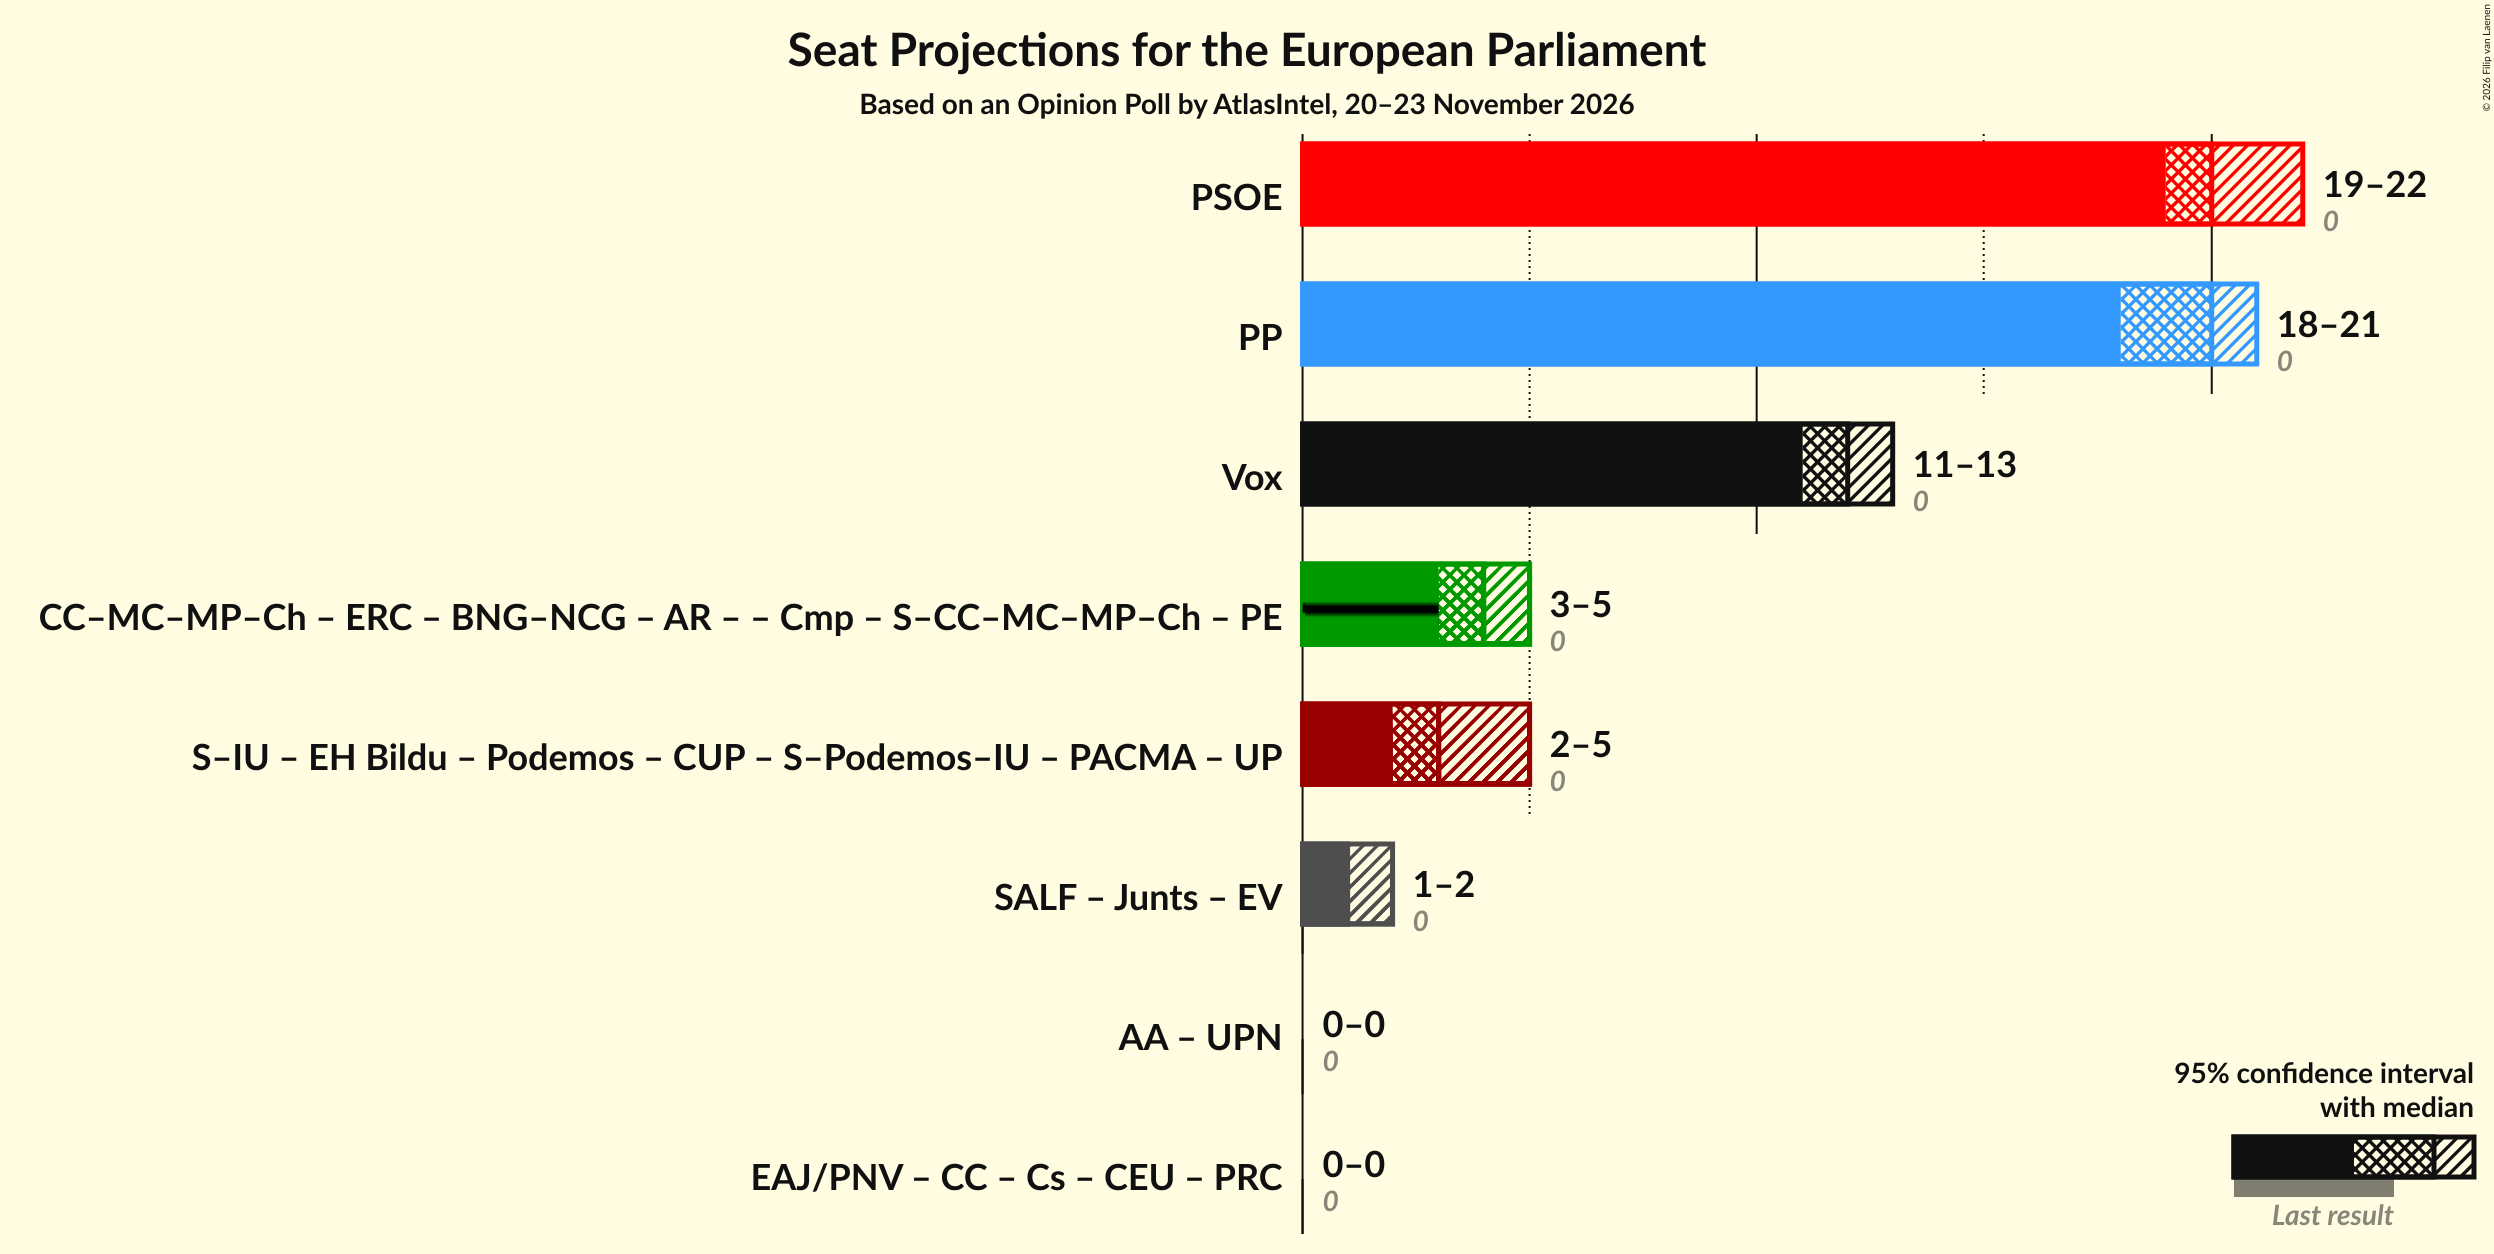 Seat Projections for the European Parliament
Based on an Opinion Poll by AtlasIntel, 20–23 November 2026
© 2026 Filip van Laenen
PSOE
19–22
0
PP
18–21
0
Vox
11–13
0
CC–MC–MP–Ch – ERC – BNG–NCG – AR – – Cmp – S–CC–MC–MP–Ch – PE
3–5
0
S–IU – EH Bildu – Podemos – CUP – S–Podemos–IU – PACMA – UP
2–5
0
SALF – Junts – EV
1–2
0
AA – UPN
0–0
0
EAJ/PNV – CC – Cs – CEU – PRC
0–0
0
95% confidence interval
with median
Last result